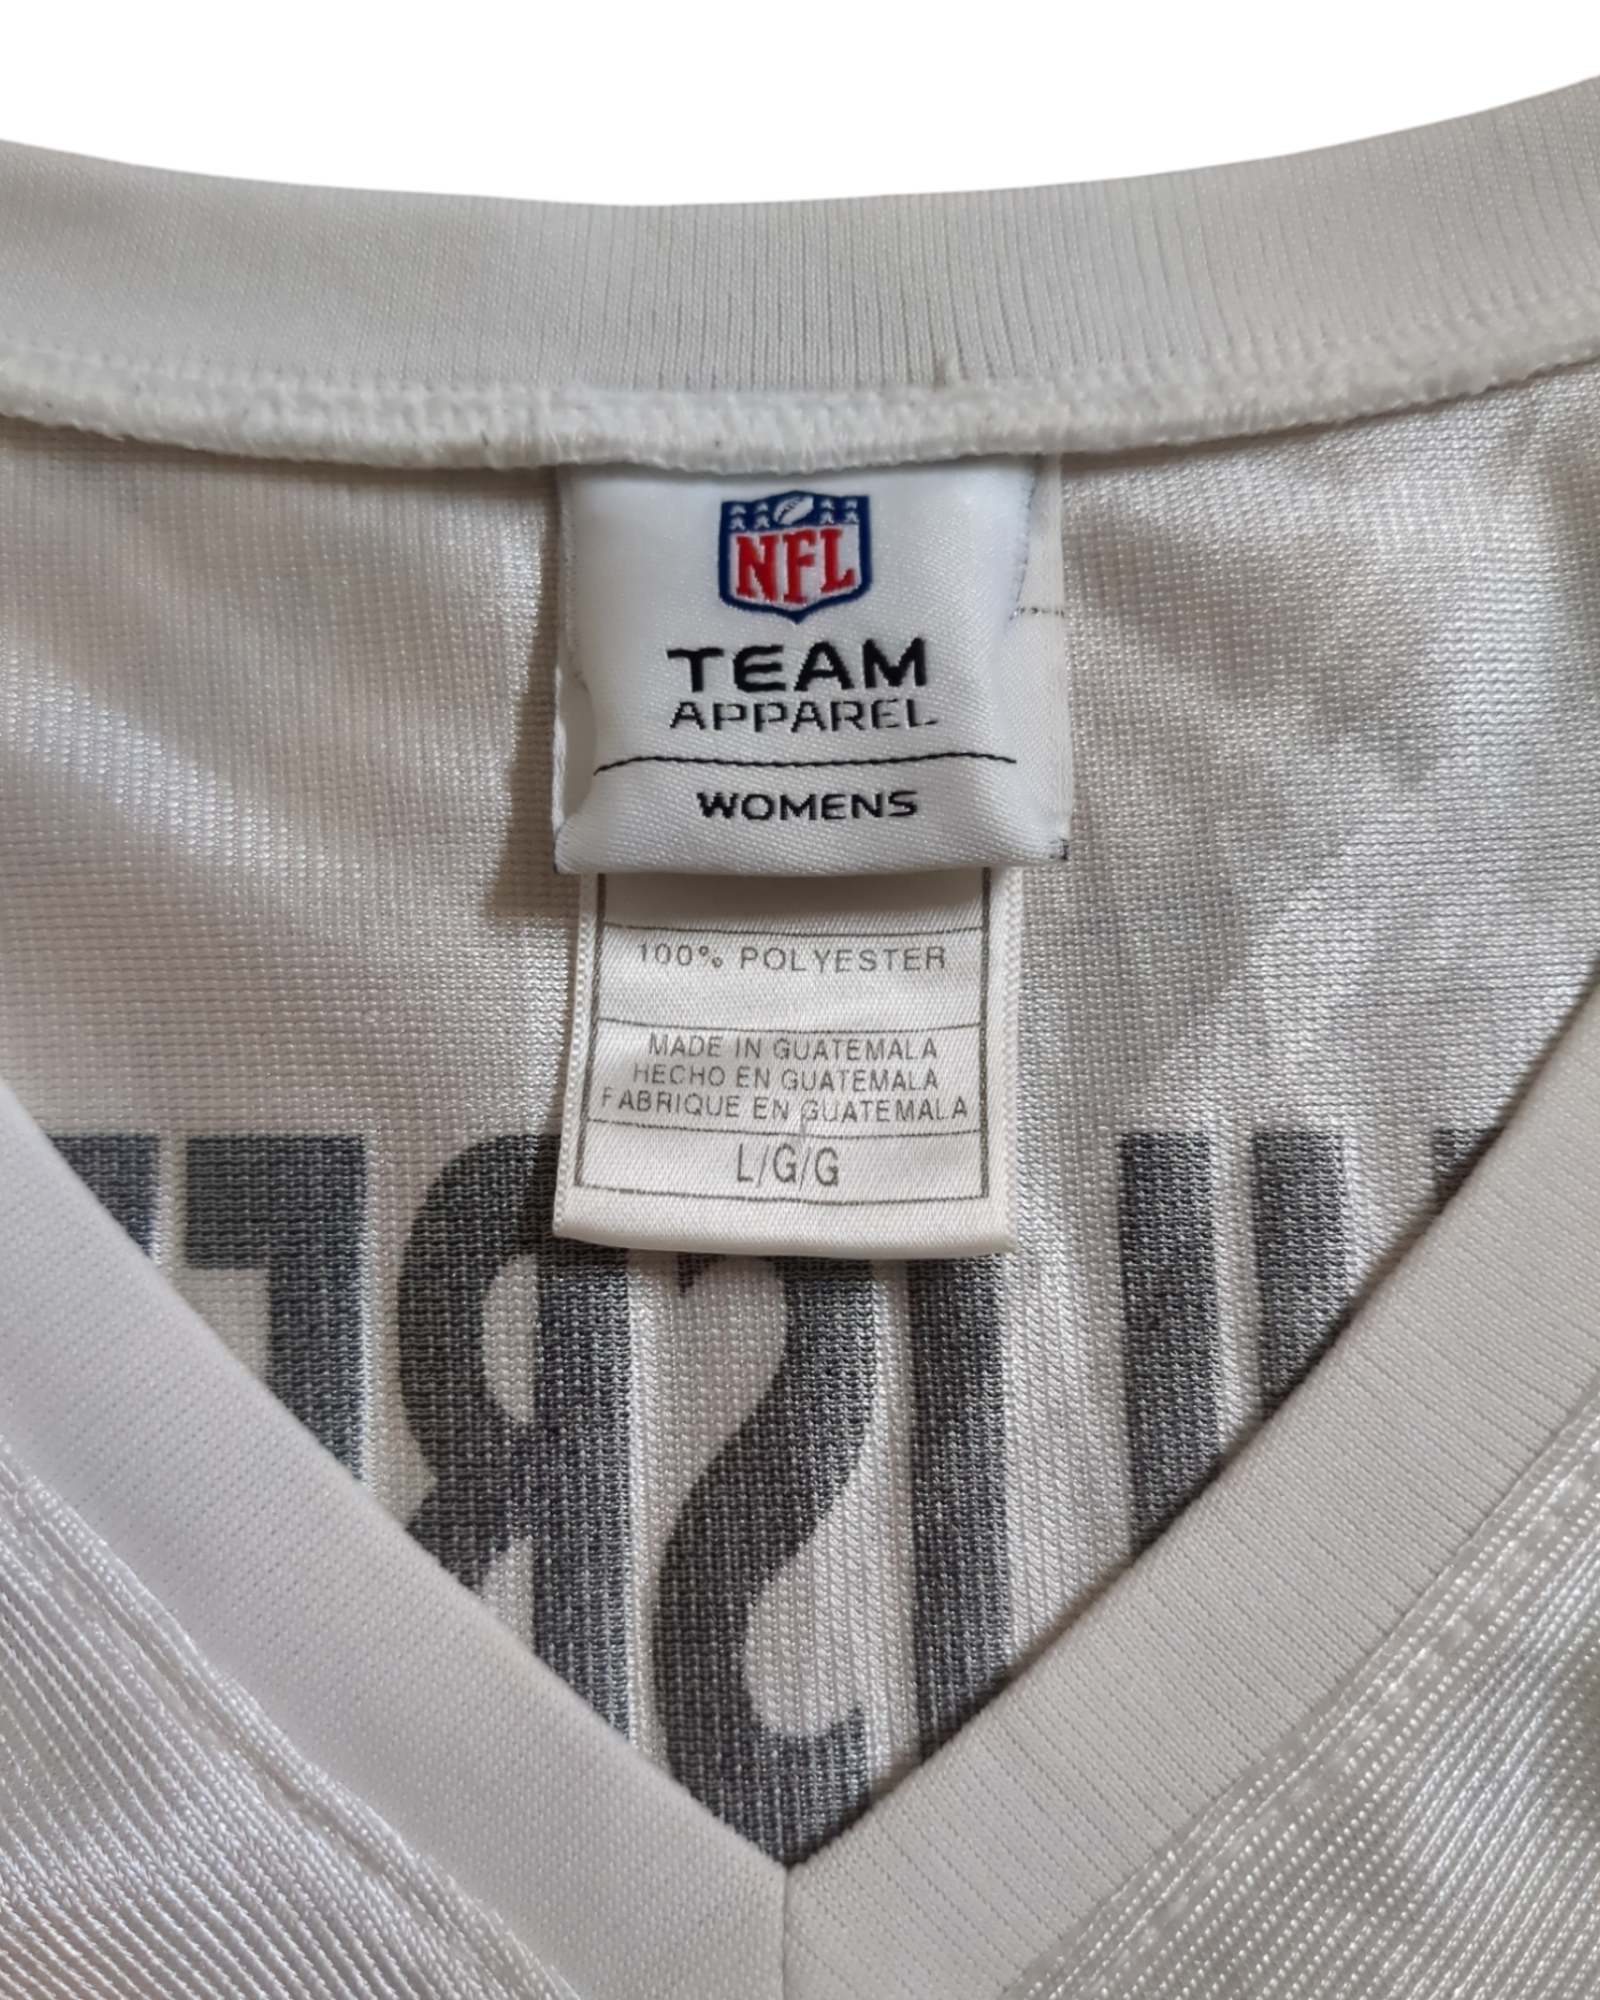 NFL
TEAM
APPAREL
WOMENS
100% POLYESTER
MADE IN GUATEMALA
HECHO EN GUATEMALA
FABRIQUE EN GUATEMALA
L/G/G